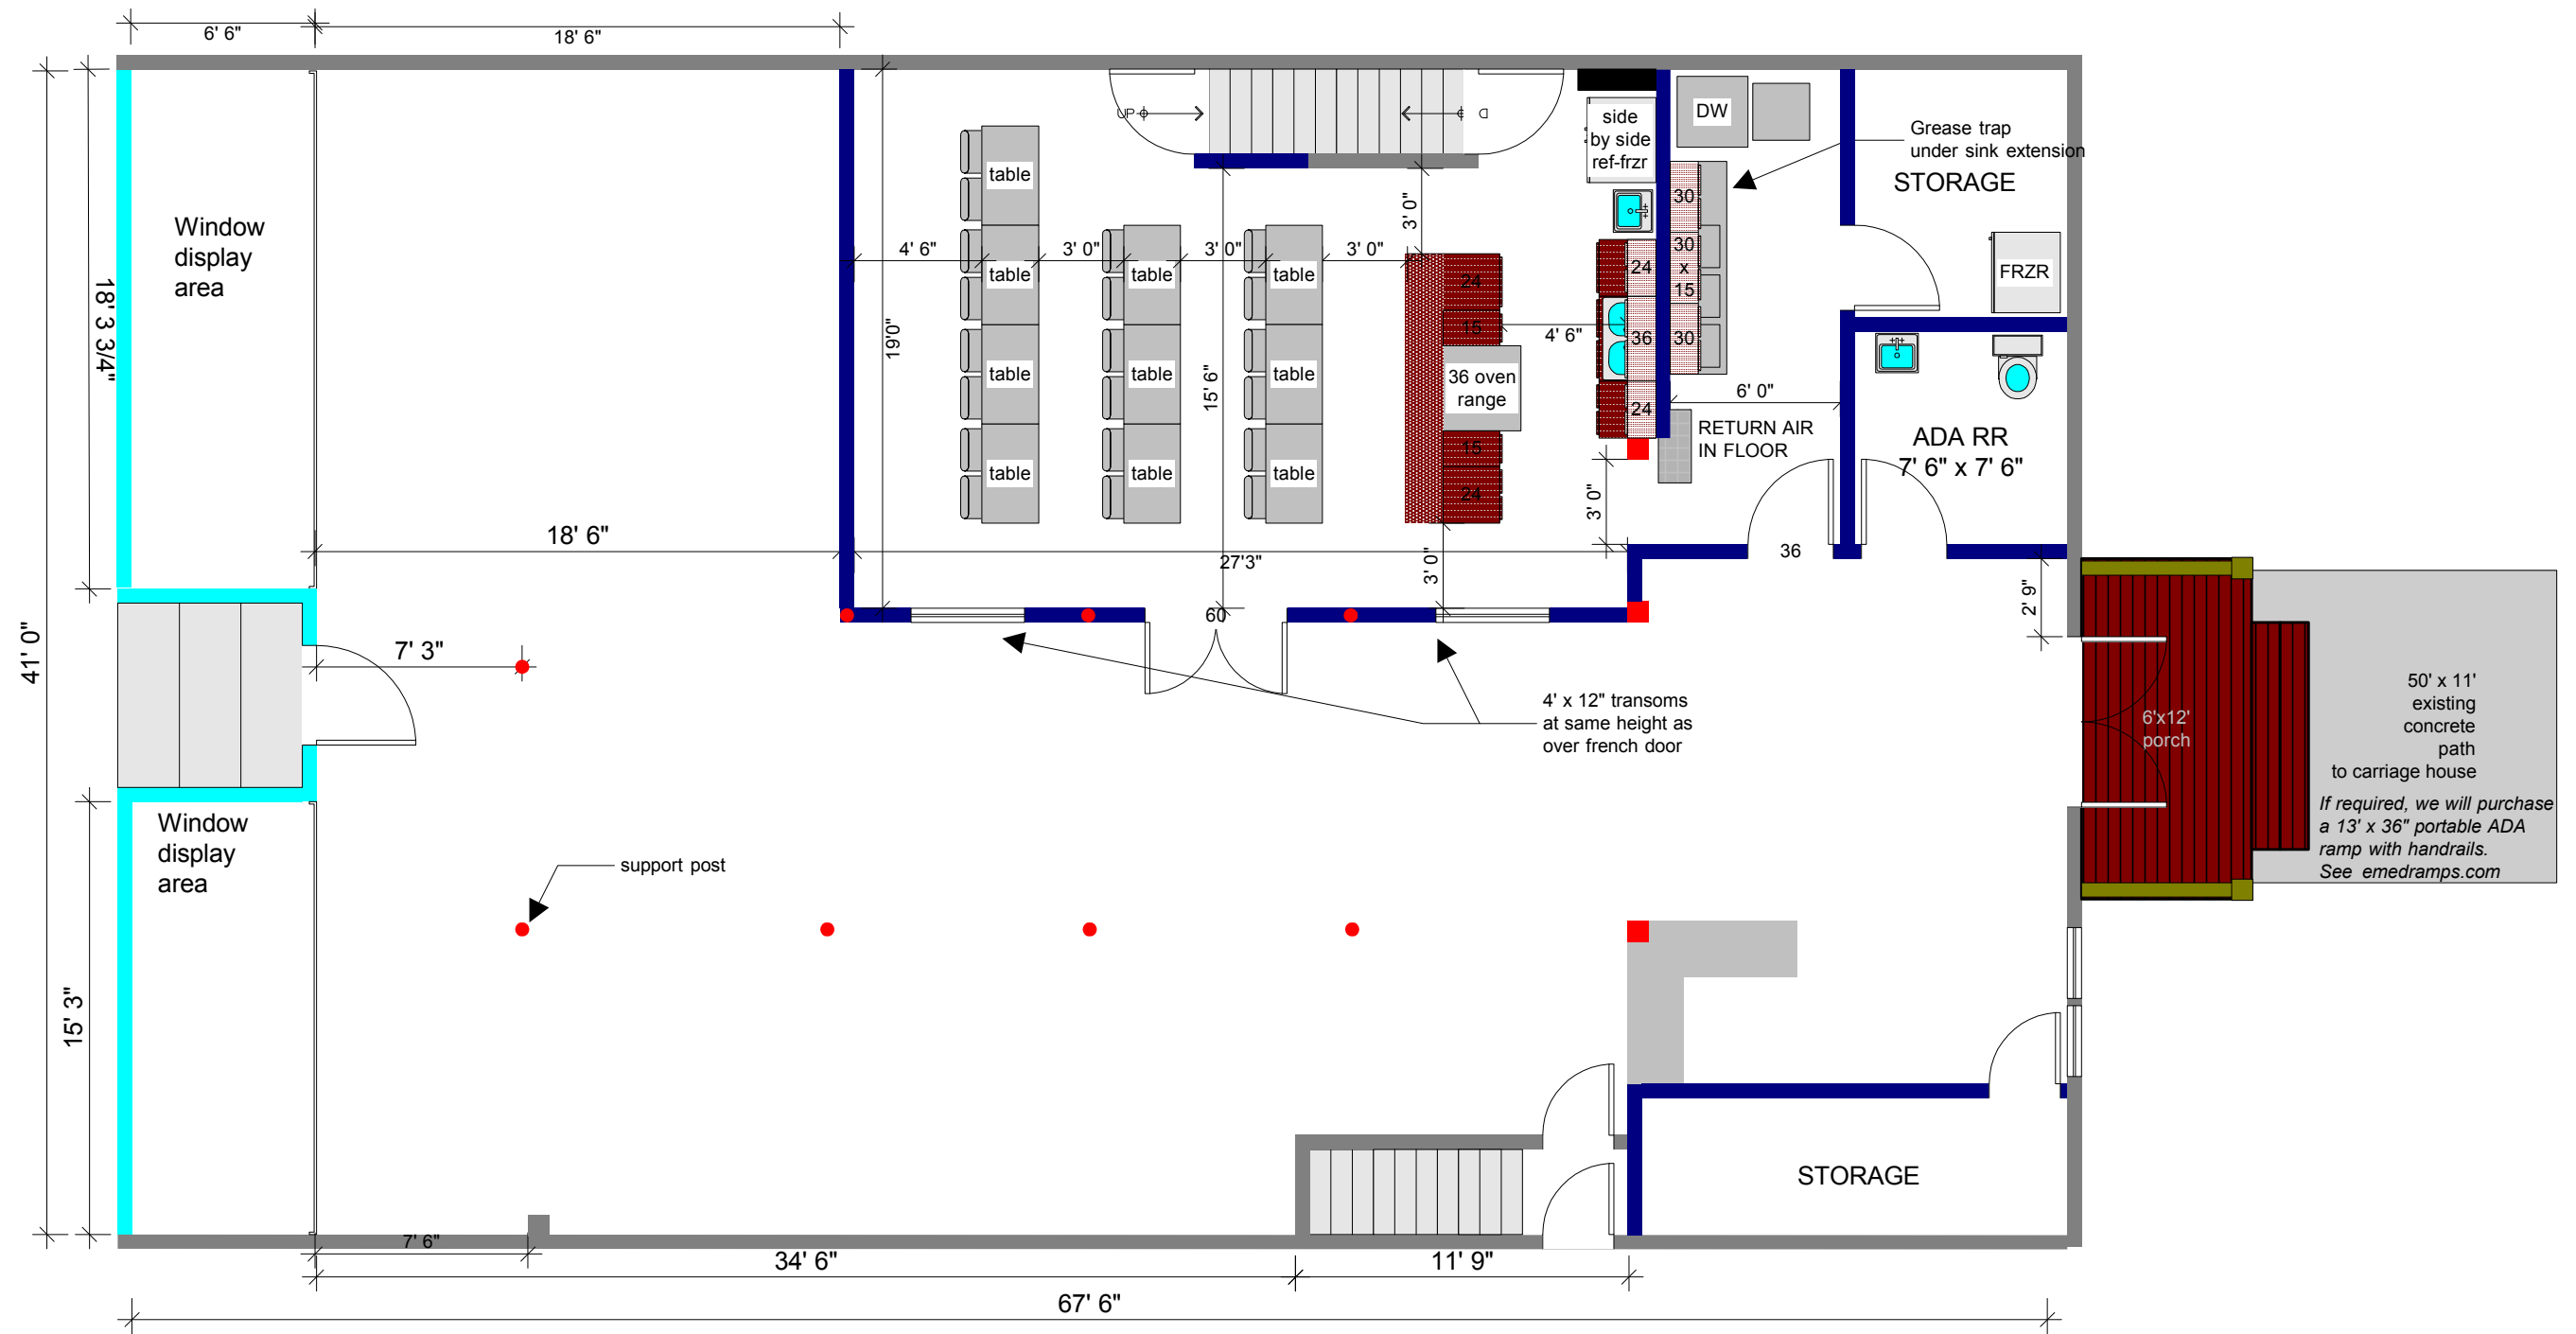 6' 6"
18' 6"
UP
D
side
by side
ref-frzr
DW
Grease trap
under sink extension
STORAGE
table
Window
display
area
30
3' 0"
4' 6"
3' 0"
3' 0"
3' 0"
table
table
table
24
24
30
x
15
FRZR
18' 3 3/4"
19'0"
15
4' 6"
36
30
table
table
table
15' 6"
36 oven
range
6' 0"
24
RETURN AIR
IN FLOOR
ADA RR
7' 6" x 7' 6"
table
table
table
15
24
3' 0"
18' 6"
27'3"
3' 0"
36
2' 9"
60
41' 0"
7' 3"
4' x 12" transoms
at same height as
over french door
6'x12'
porch
50' x 11'
existing
concrete
path
to carriage house
If required, we will purchase
a 13' x 36" portable ADA
ramp with handrails.
See emedramps.com
Window
display
area
support post
15' 3"
STORAGE
7' 6"
34' 6"
11' 9"
67' 6"